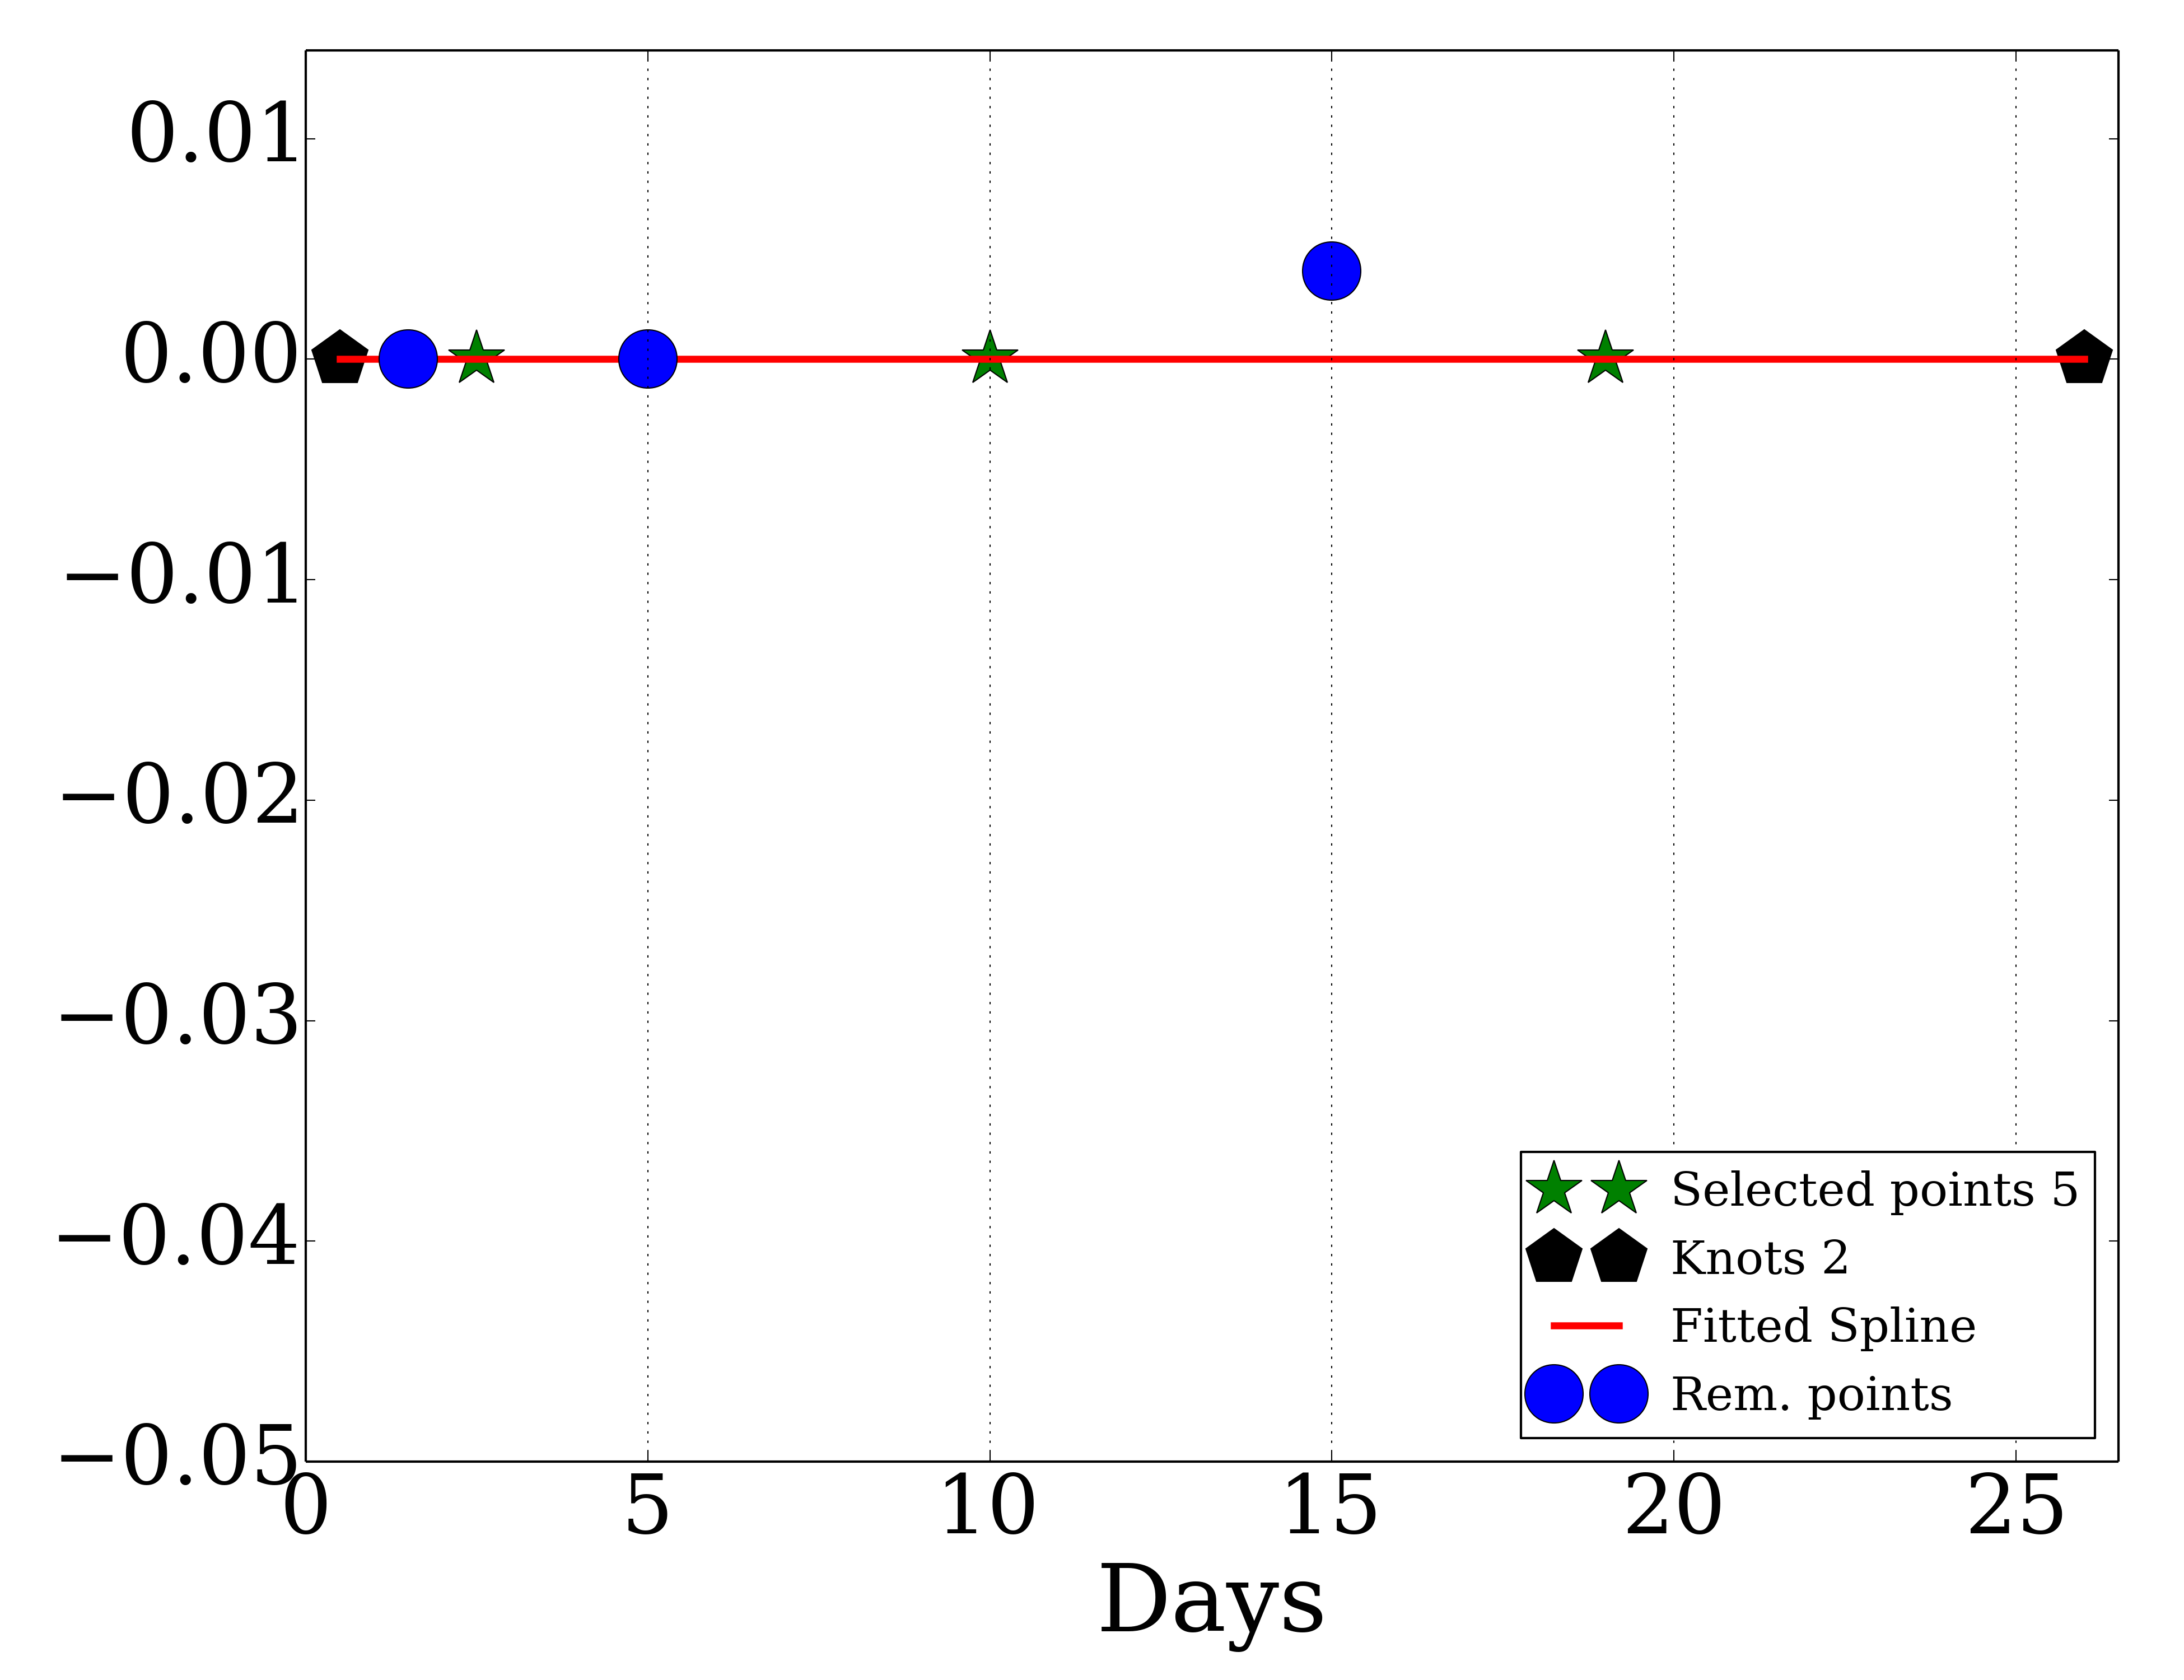 0.01
0.00
−0.01
−0.02
−0.03
−0.04
−0.05
0 5 10 15 20 25
Days
Selected points 5
Knots 2
Fitted Spline
Rem. points